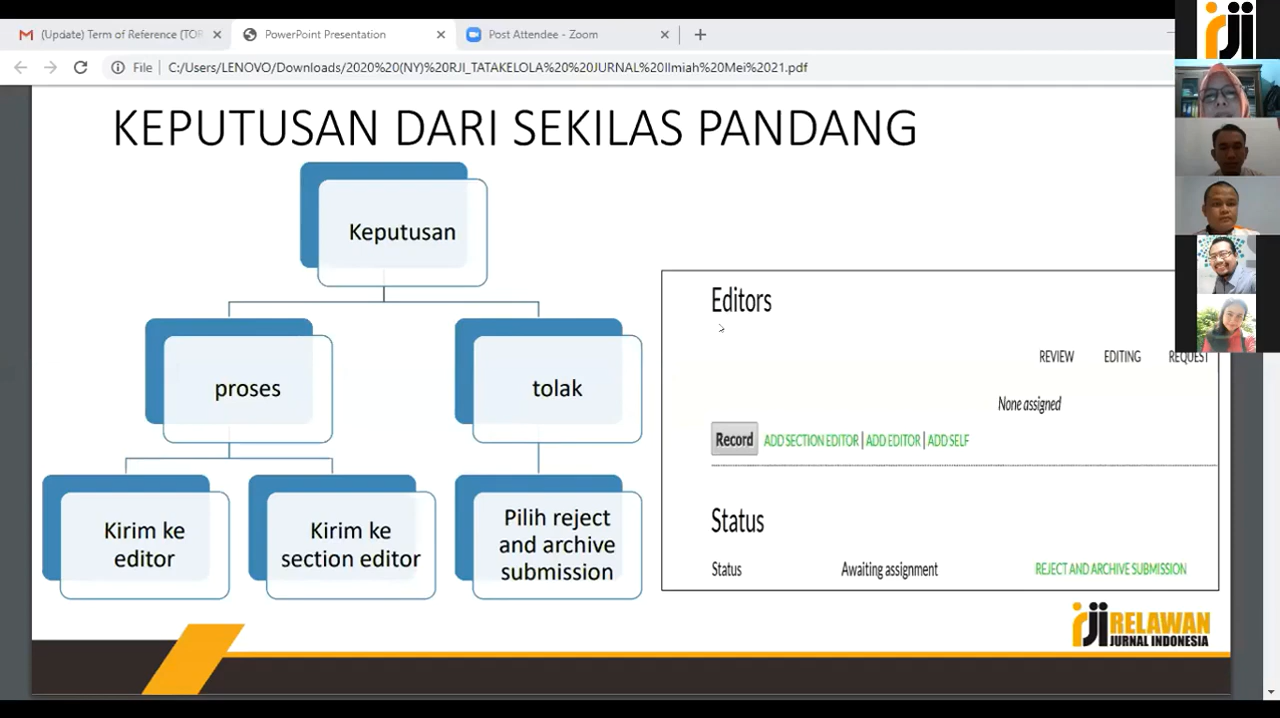 (Update) Term of Reference [TOR
PowerPoint Presentation
Post Attendee - Zoom
File
C:/Users/LENOVO/Downloads/2020%20(NY)%20RJI_TATAKELOLA%20%20JURNAL%20Ilmiah%20Mei%2021.pdf
KEPUTUSAN DARI SEKILAS PANDANG
Keputusan
proses
tolak
Kirim ke
editor
Kirim ke
section editor
Pilih reject
and archive
submission
Editors
REVIEW EDITING REQUEST
None assigned
Record ADD SECTION EDITOR | ADD EDITOR | ADD SELF
Status
Status Awaiting assignment REJECT AND ARCHIVE SUBMISSION
rji RELAWAN
JURNAL INDONESIA
rji